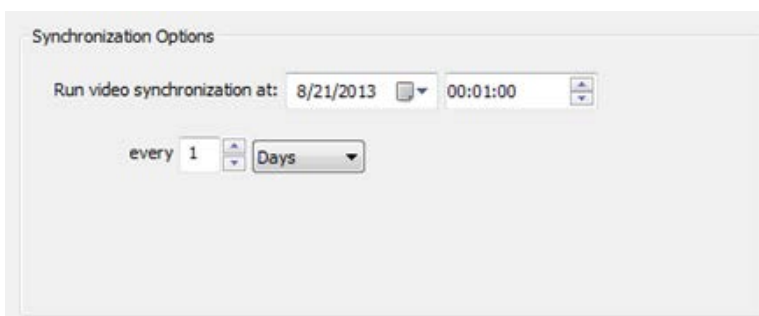 Synchronization Options
Run video synchronization at: 8/21/2013 00:01:00
every 1 Days